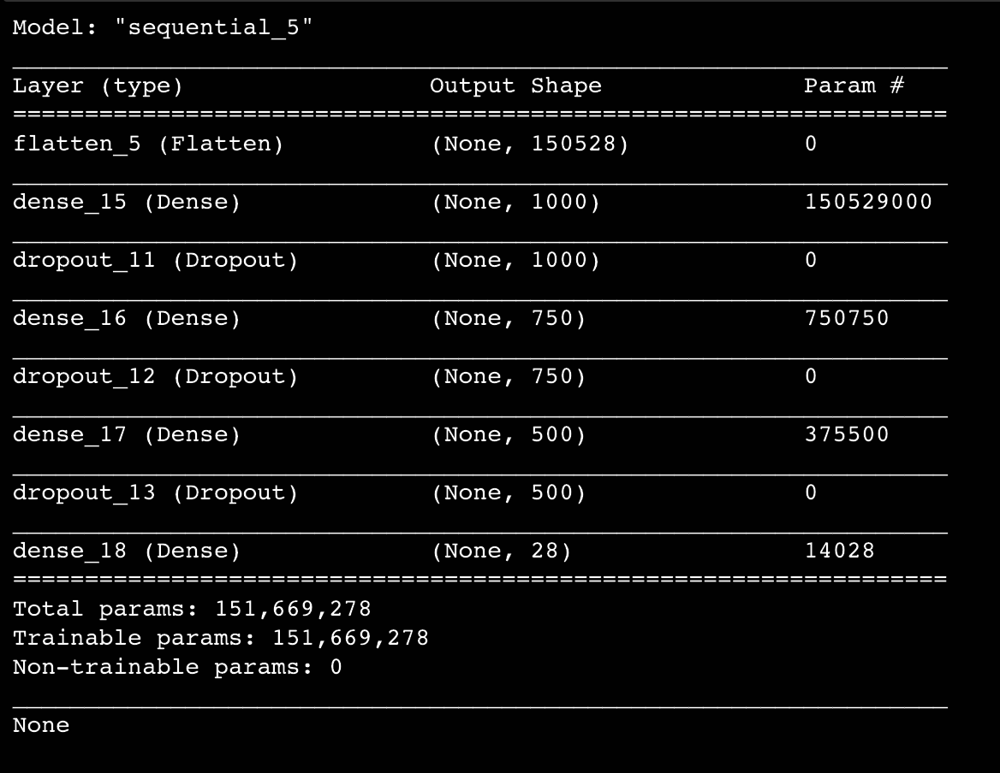 Model: "sequential_5"
_________________________________________________________________
Layer (type)                 Output Shape              Param #
=================================================================
flatten_5 (Flatten)          (None, 150528)            0
_________________________________________________________________
dense_15 (Dense)             (None, 1000)              150529000
_________________________________________________________________
dropout_11 (Dropout)         (None, 1000)              0
_________________________________________________________________
dense_16 (Dense)             (None, 750)               750750
_________________________________________________________________
dropout_12 (Dropout)         (None, 750)               0
_________________________________________________________________
dense_17 (Dense)             (None, 500)               375500
_________________________________________________________________
dropout_13 (Dropout)         (None, 500)               0
_________________________________________________________________
dense_18 (Dense)             (None, 28)                14028
=================================================================
Total params: 151,669,278
Trainable params: 151,669,278
Non-trainable params: 0
_________________________________________________________________
None